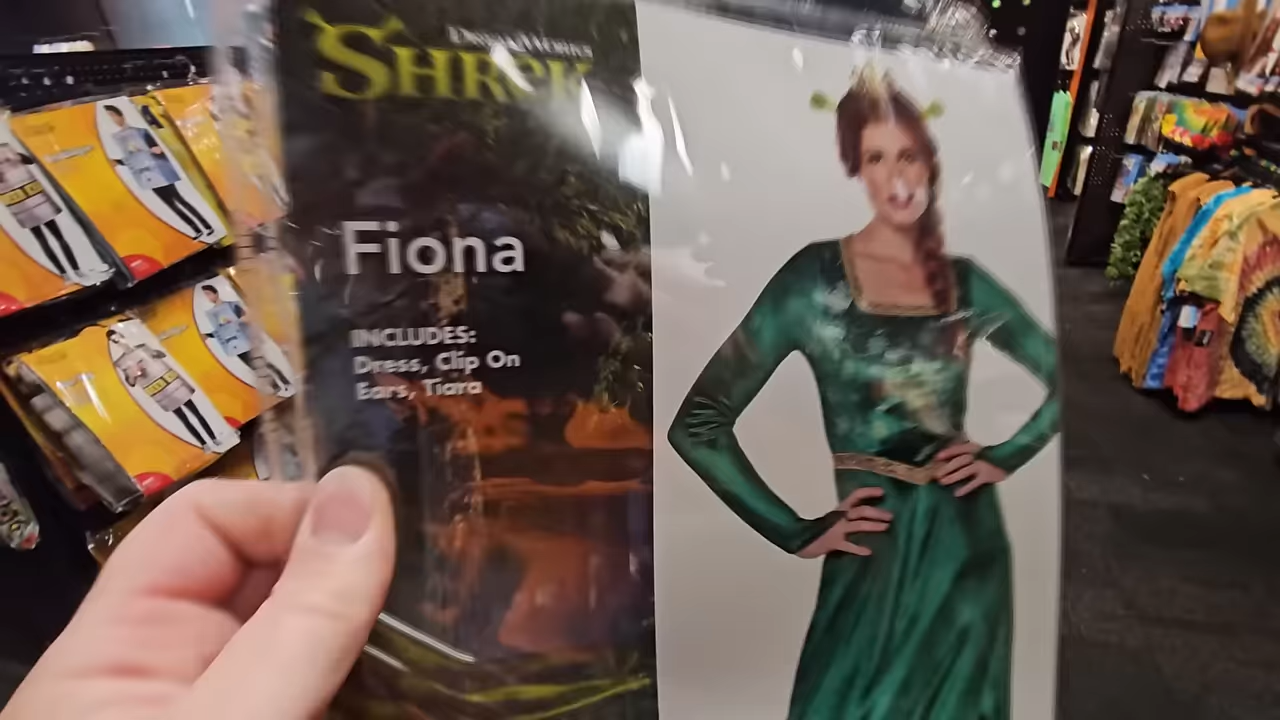 DREAMWORKS
SHREK
Fiona
INCLUDES:
Dress, Clip On
Ears, Tiara